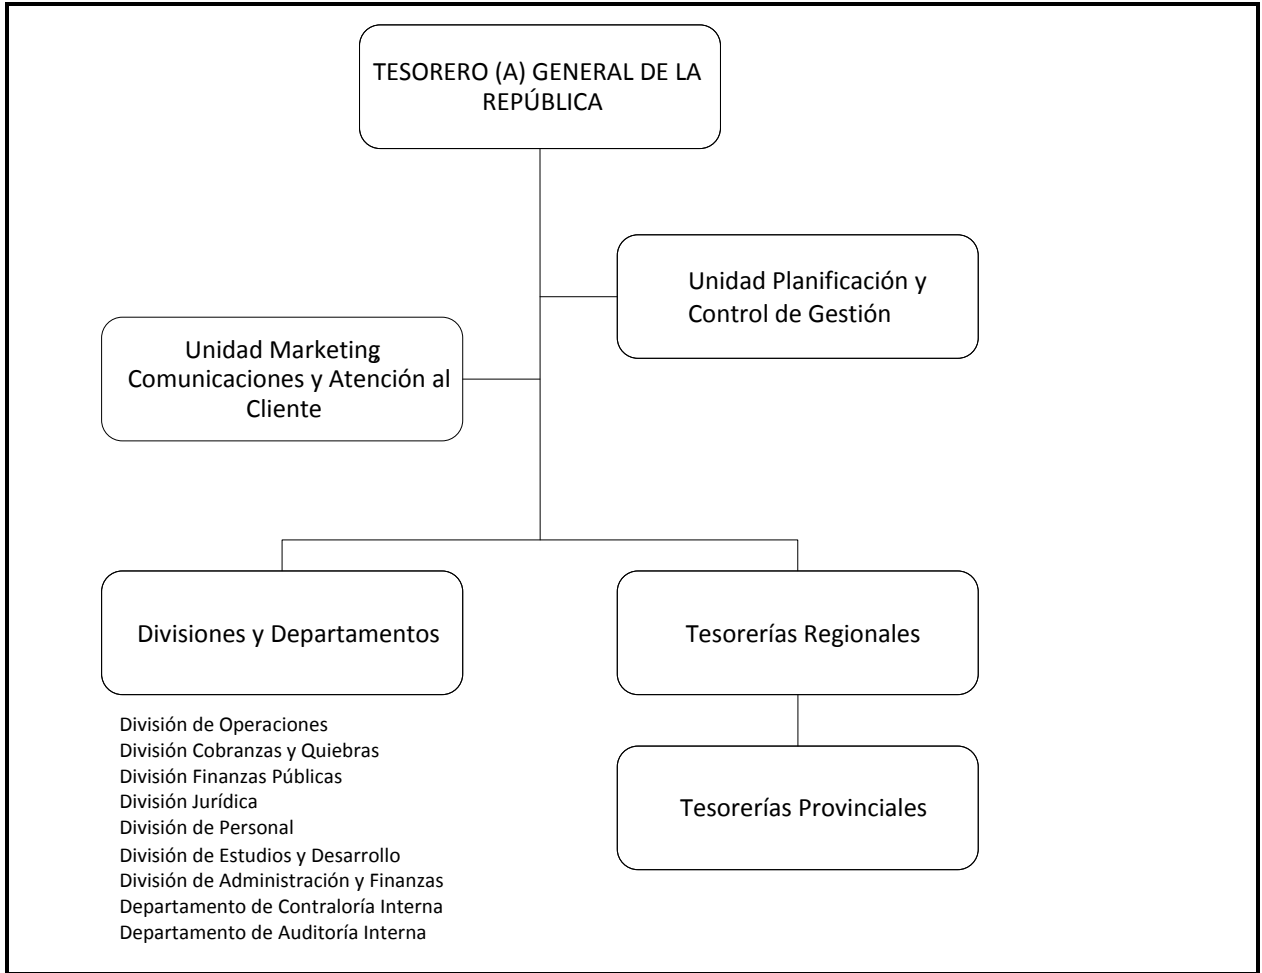 TESORERO (A) GENERAL DE LA
REPÚBLICA
Unidad Planificación y
Control de Gestión
Unidad Marketing,
Comunicaciones y Atención al
Cliente
Divisiones y Departamentos
Tesorerías Regionales
División de Operaciones
División Cobranzas y Quiebras
División Finanzas Públicas
División Jurídica
División de Personal
División de Estudios y Desarrollo
División de Administración y Finanzas
Departamento de Contraloría Interna
Departamento de Auditoría Interna
Tesorerías Provinciales